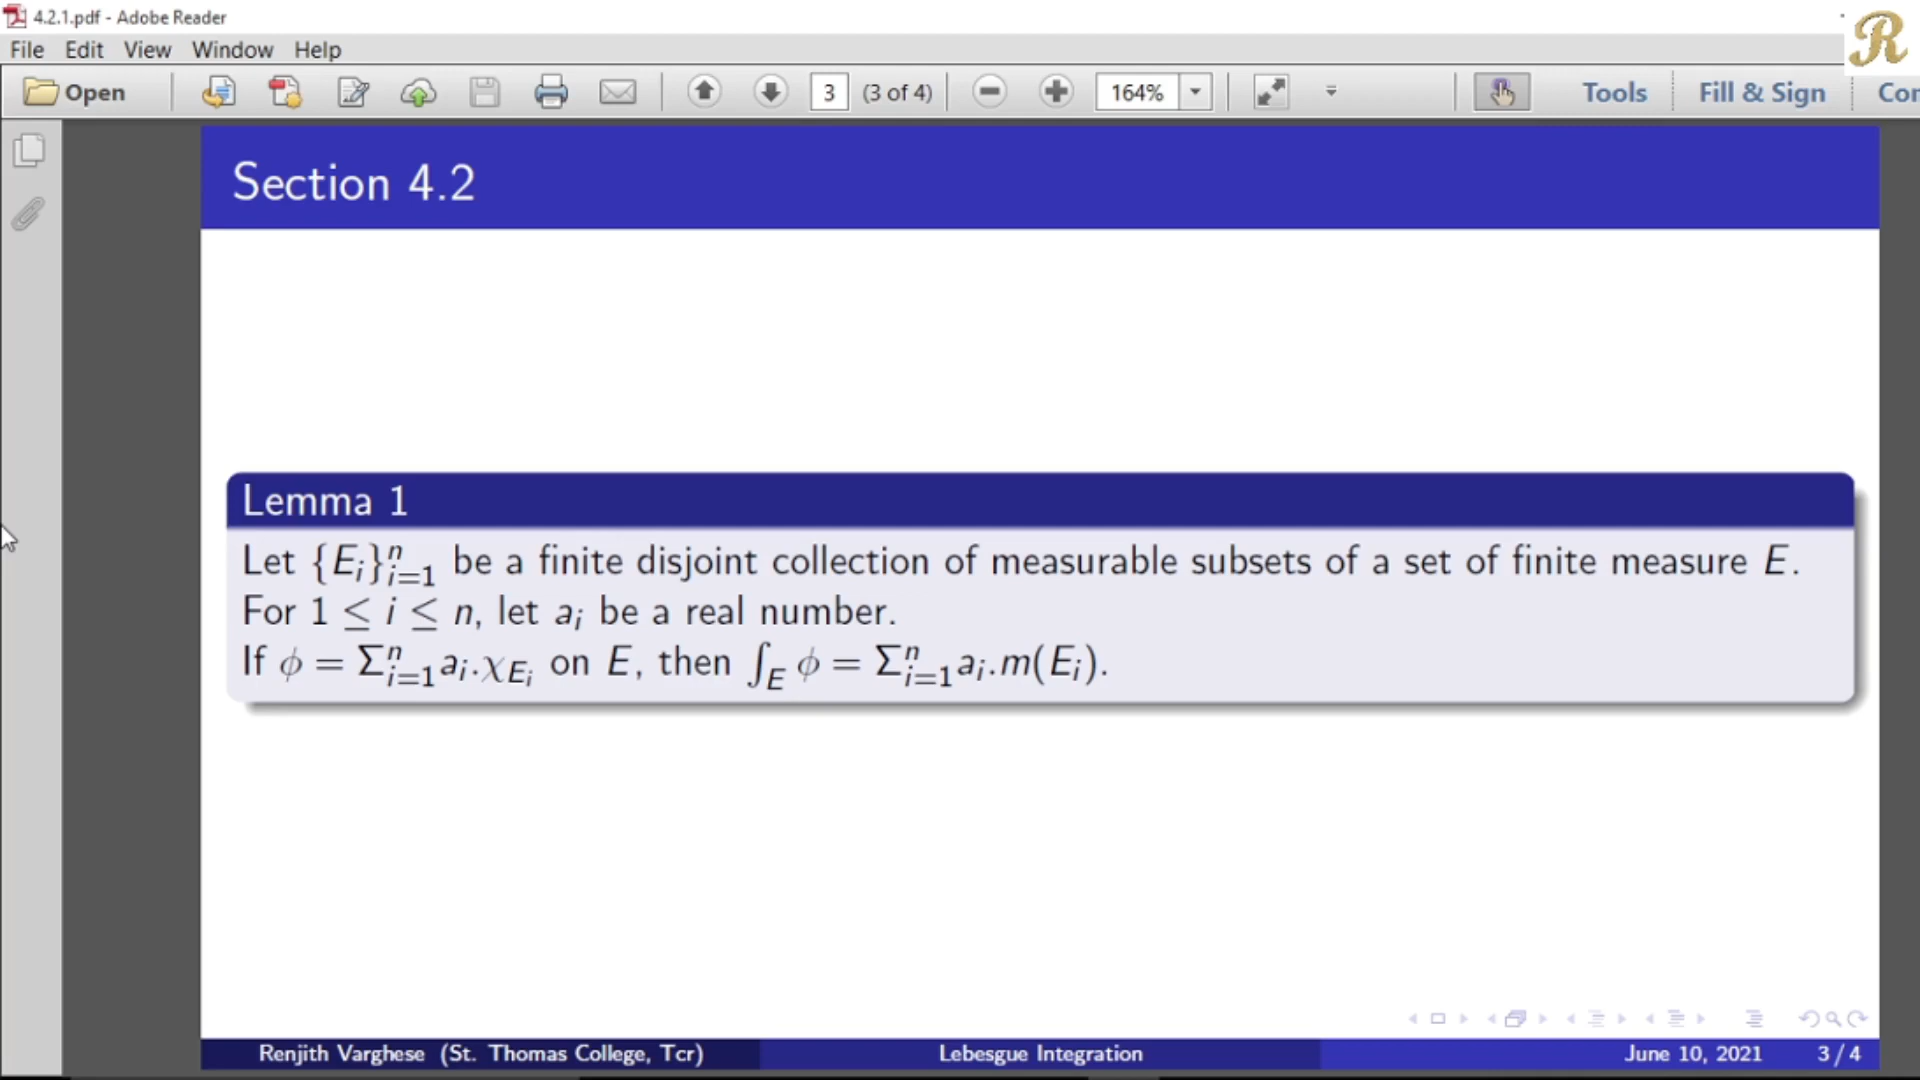 4.2.1.pdf - Adobe Reader
R
File Edit View Window Help
Open 3 (3 of 4) 164% Tools Fill & Sign Cor
Section 4.2
Lemma 1
Let {E_i}_{i=1}^n be a finite disjoint collection of measurable subsets of a set of finite measure E.
For 1 ≤ i ≤ n, let a_i be a real number.
If ϕ = Σ_{i=1}^n a_i.χ_{E_i} on E, then ∫_E ϕ = Σ_{i=1}^n a_i.m(E_i).
Renjith Varghese (St. Thomas College, Tcr) Lebesgue Integration June 10, 2021 3 / 4